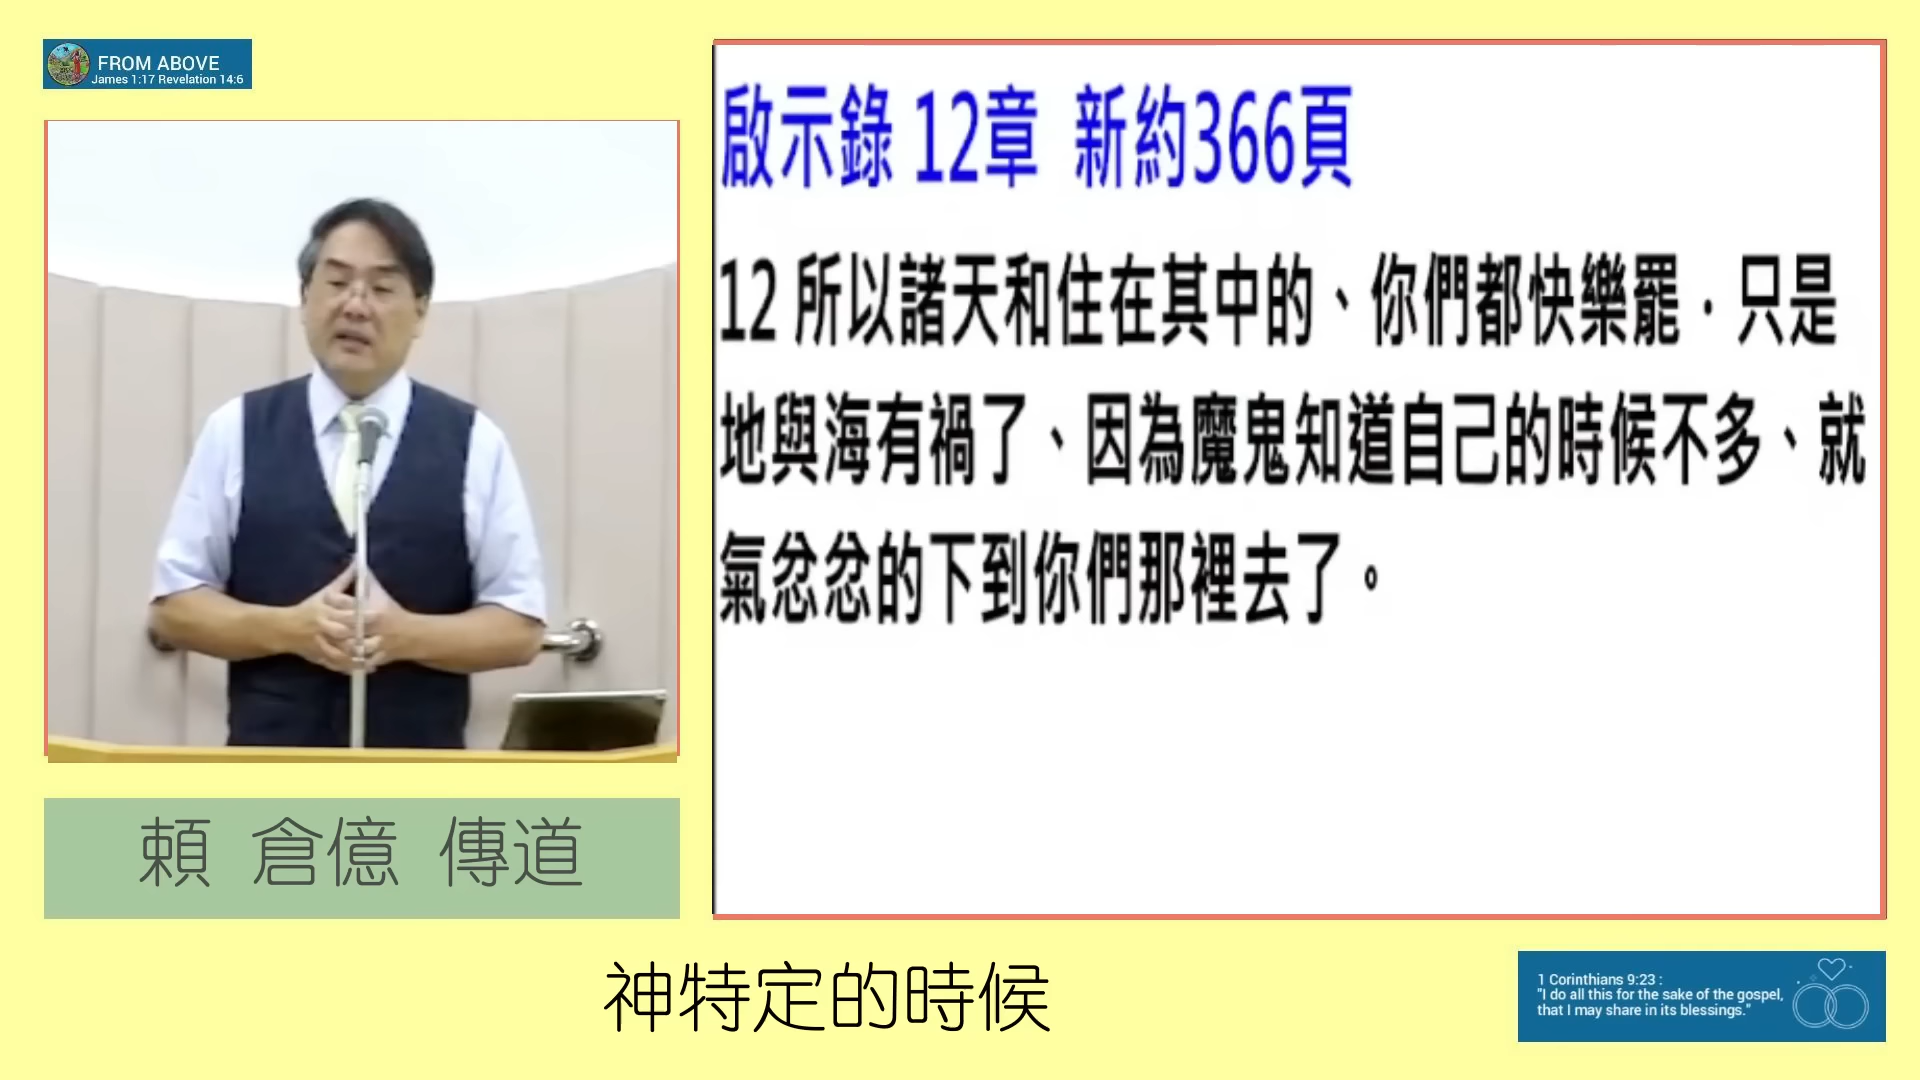 FROM ABOVE
James 1:17 Revelation 14:6
啟示錄 12章 新約366頁
12 所以諸天和住在其中的、你們都快樂罷．只是
地與海有禍了、因為魔鬼知道自己的時候不多、就
氣忿忿的下到你們那裡去了。
賴 倉億 傳道
神特定的時候
1 Corinthians 9:23 :
"I do all this for the sake of the gospel,
that I may share in its blessings."